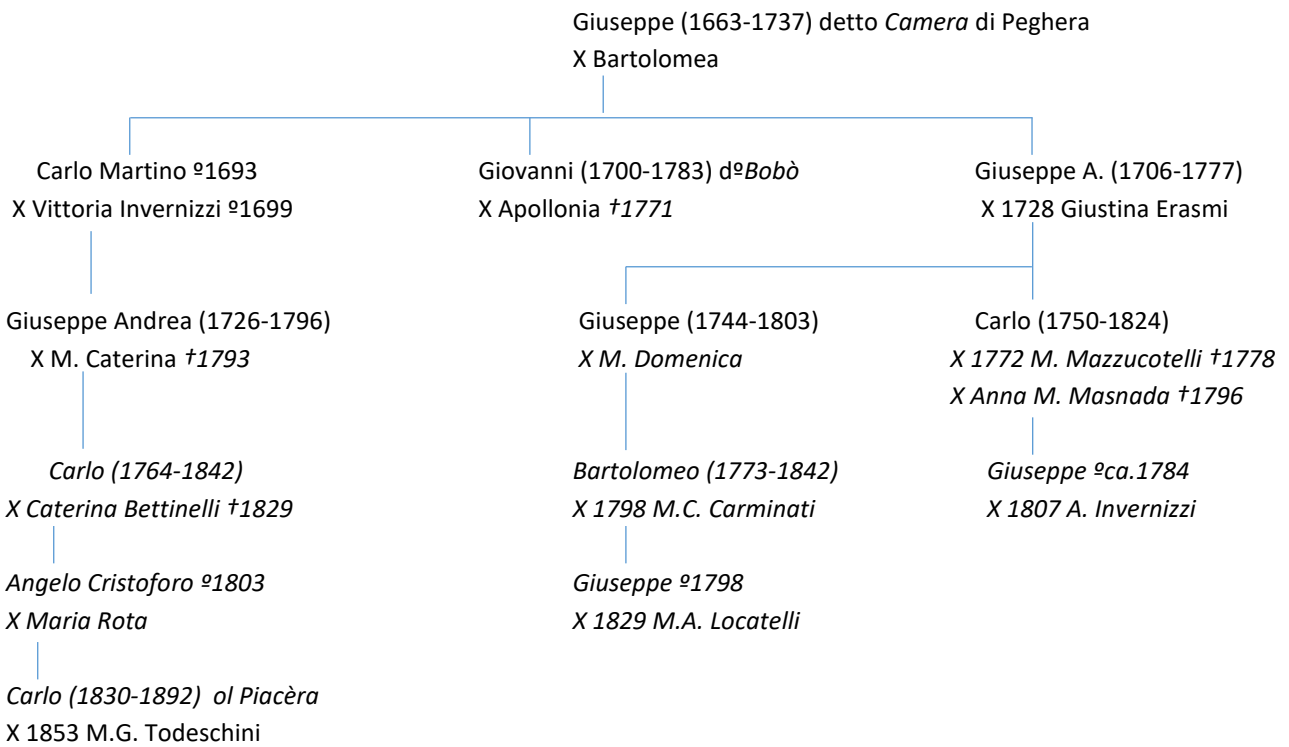 Giuseppe (1663-1737) detto Camera di Peghera
X Bartolomea
Carlo Martino º1693
X Vittoria Invernizzi º1699
Giovanni (1700-1783) dºBobò
X Apollonia †1771
Giuseppe A. (1706-1777)
X 1728 Giustina Erasmi
Giuseppe Andrea (1726-1796)
X M. Caterina †1793
Giuseppe (1744-1803)
X M. Domenica
Carlo (1750-1824)
X 1772 M. Mazzucotelli †1778
X Anna M. Masnada †1796
Carlo (1764-1842)
X Caterina Bettinelli †1829
Bartolomeo (1773-1842)
X 1798 M.C. Carminati
Giuseppe ºca.1784
X 1807 A. Invernizzi
Angelo Cristoforo º1803
X Maria Rota
Giuseppe º1798
X 1829 M.A. Locatelli
Carlo (1830-1892) ol Piacèra
X 1853 M.G. Todeschini